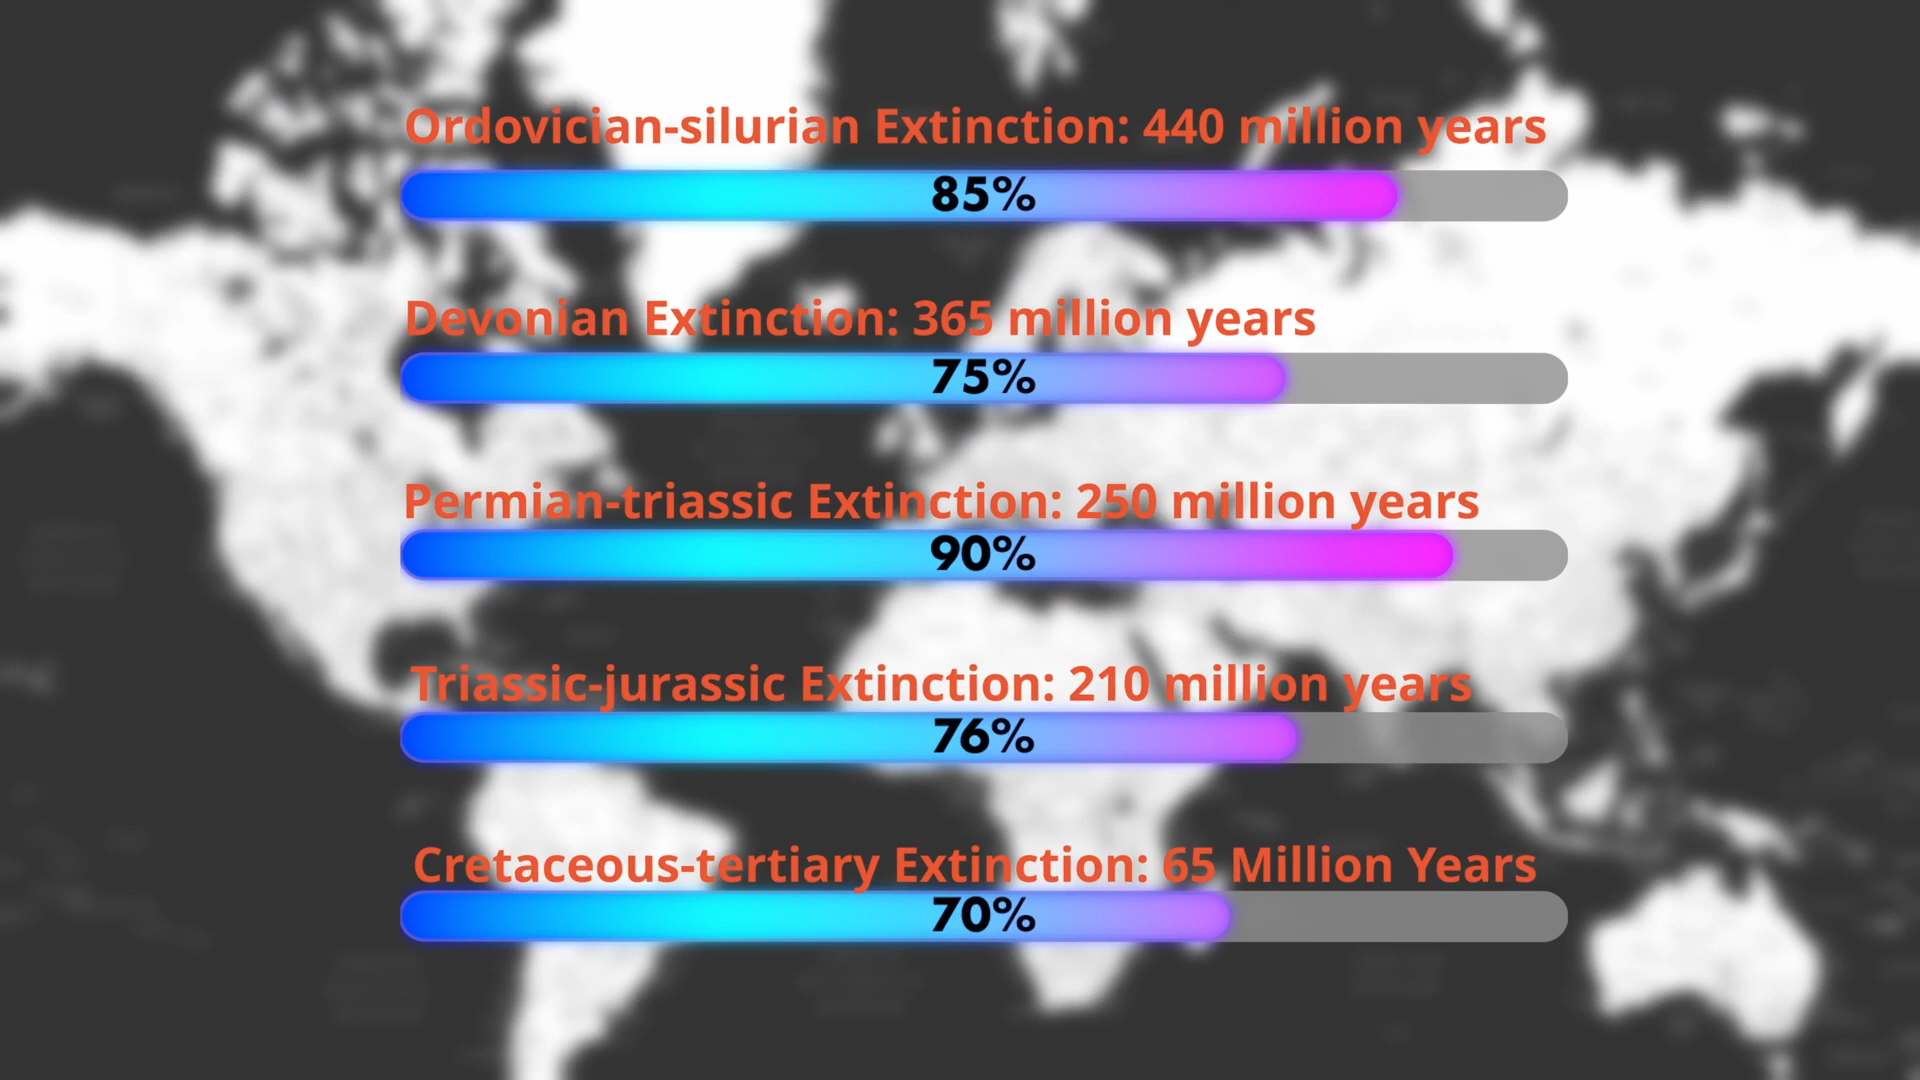 Ordovician-silurian Extinction: 440 million years
85%
Devonian Extinction: 365 million years
75%
Permian-triassic Extinction: 250 million years
90%
Triassic-jurassic Extinction: 210 million years
76%
Cretaceous-tertiary Extinction: 65 Million Years
70%